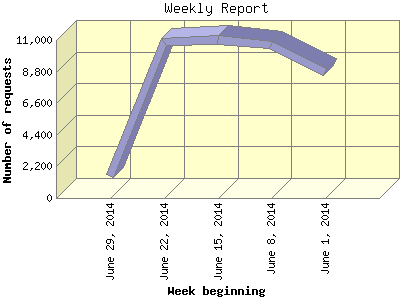 Weekly Report
11,000
8,800
6,600
4,400
2,200
0
Number of requests
June 29, 2014
June 22, 2014
June 15, 2014
June 8, 2014
June 1, 2014
Week beginning